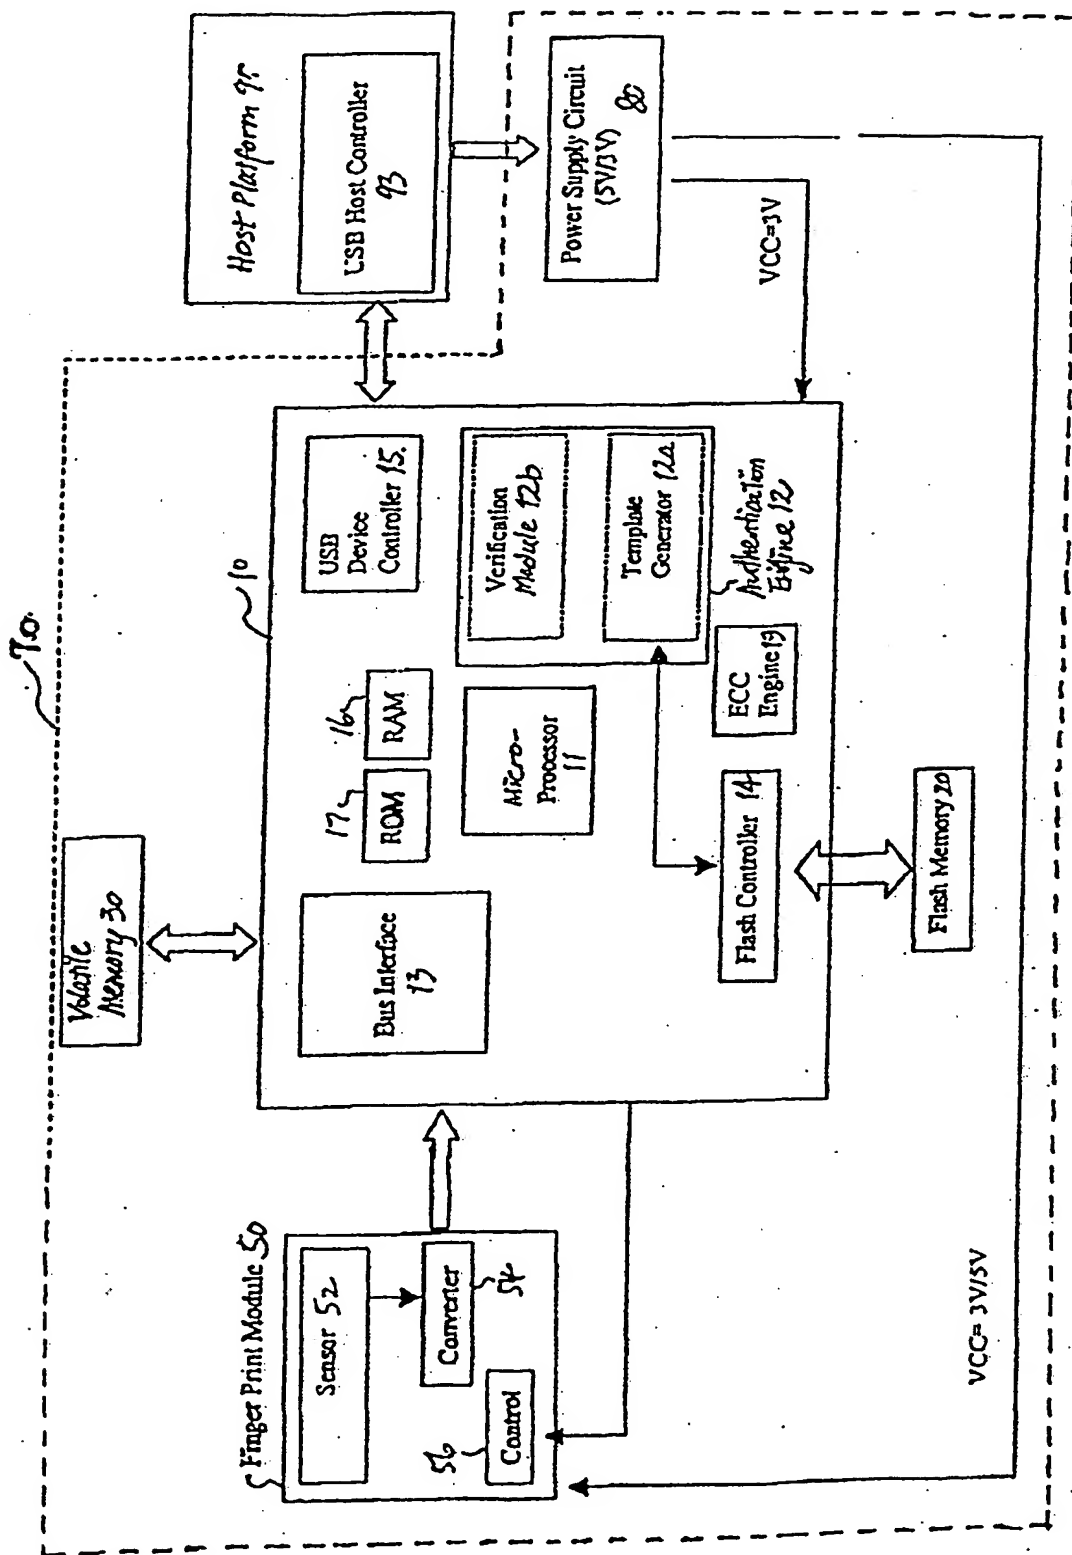 70
Host Platform 95
USB Host Controller
93
Power Supply Circuit
(5V/3V)
80
VCC=3V
Volatile
Memory 30
10
USB
Device
Controller 15.
17
ROM
16
RAM
Bus Interface
13
Micro-
Processor
11
Verification
Module 12b
Template
Generator 12a
Authentication
Engine 12
Flash Controller 14
ECC
Engine 19
Flash Memory 20
Finger Print Module 50
Sensor 52
Converter
54
56
Control
VCC= 3V/5V